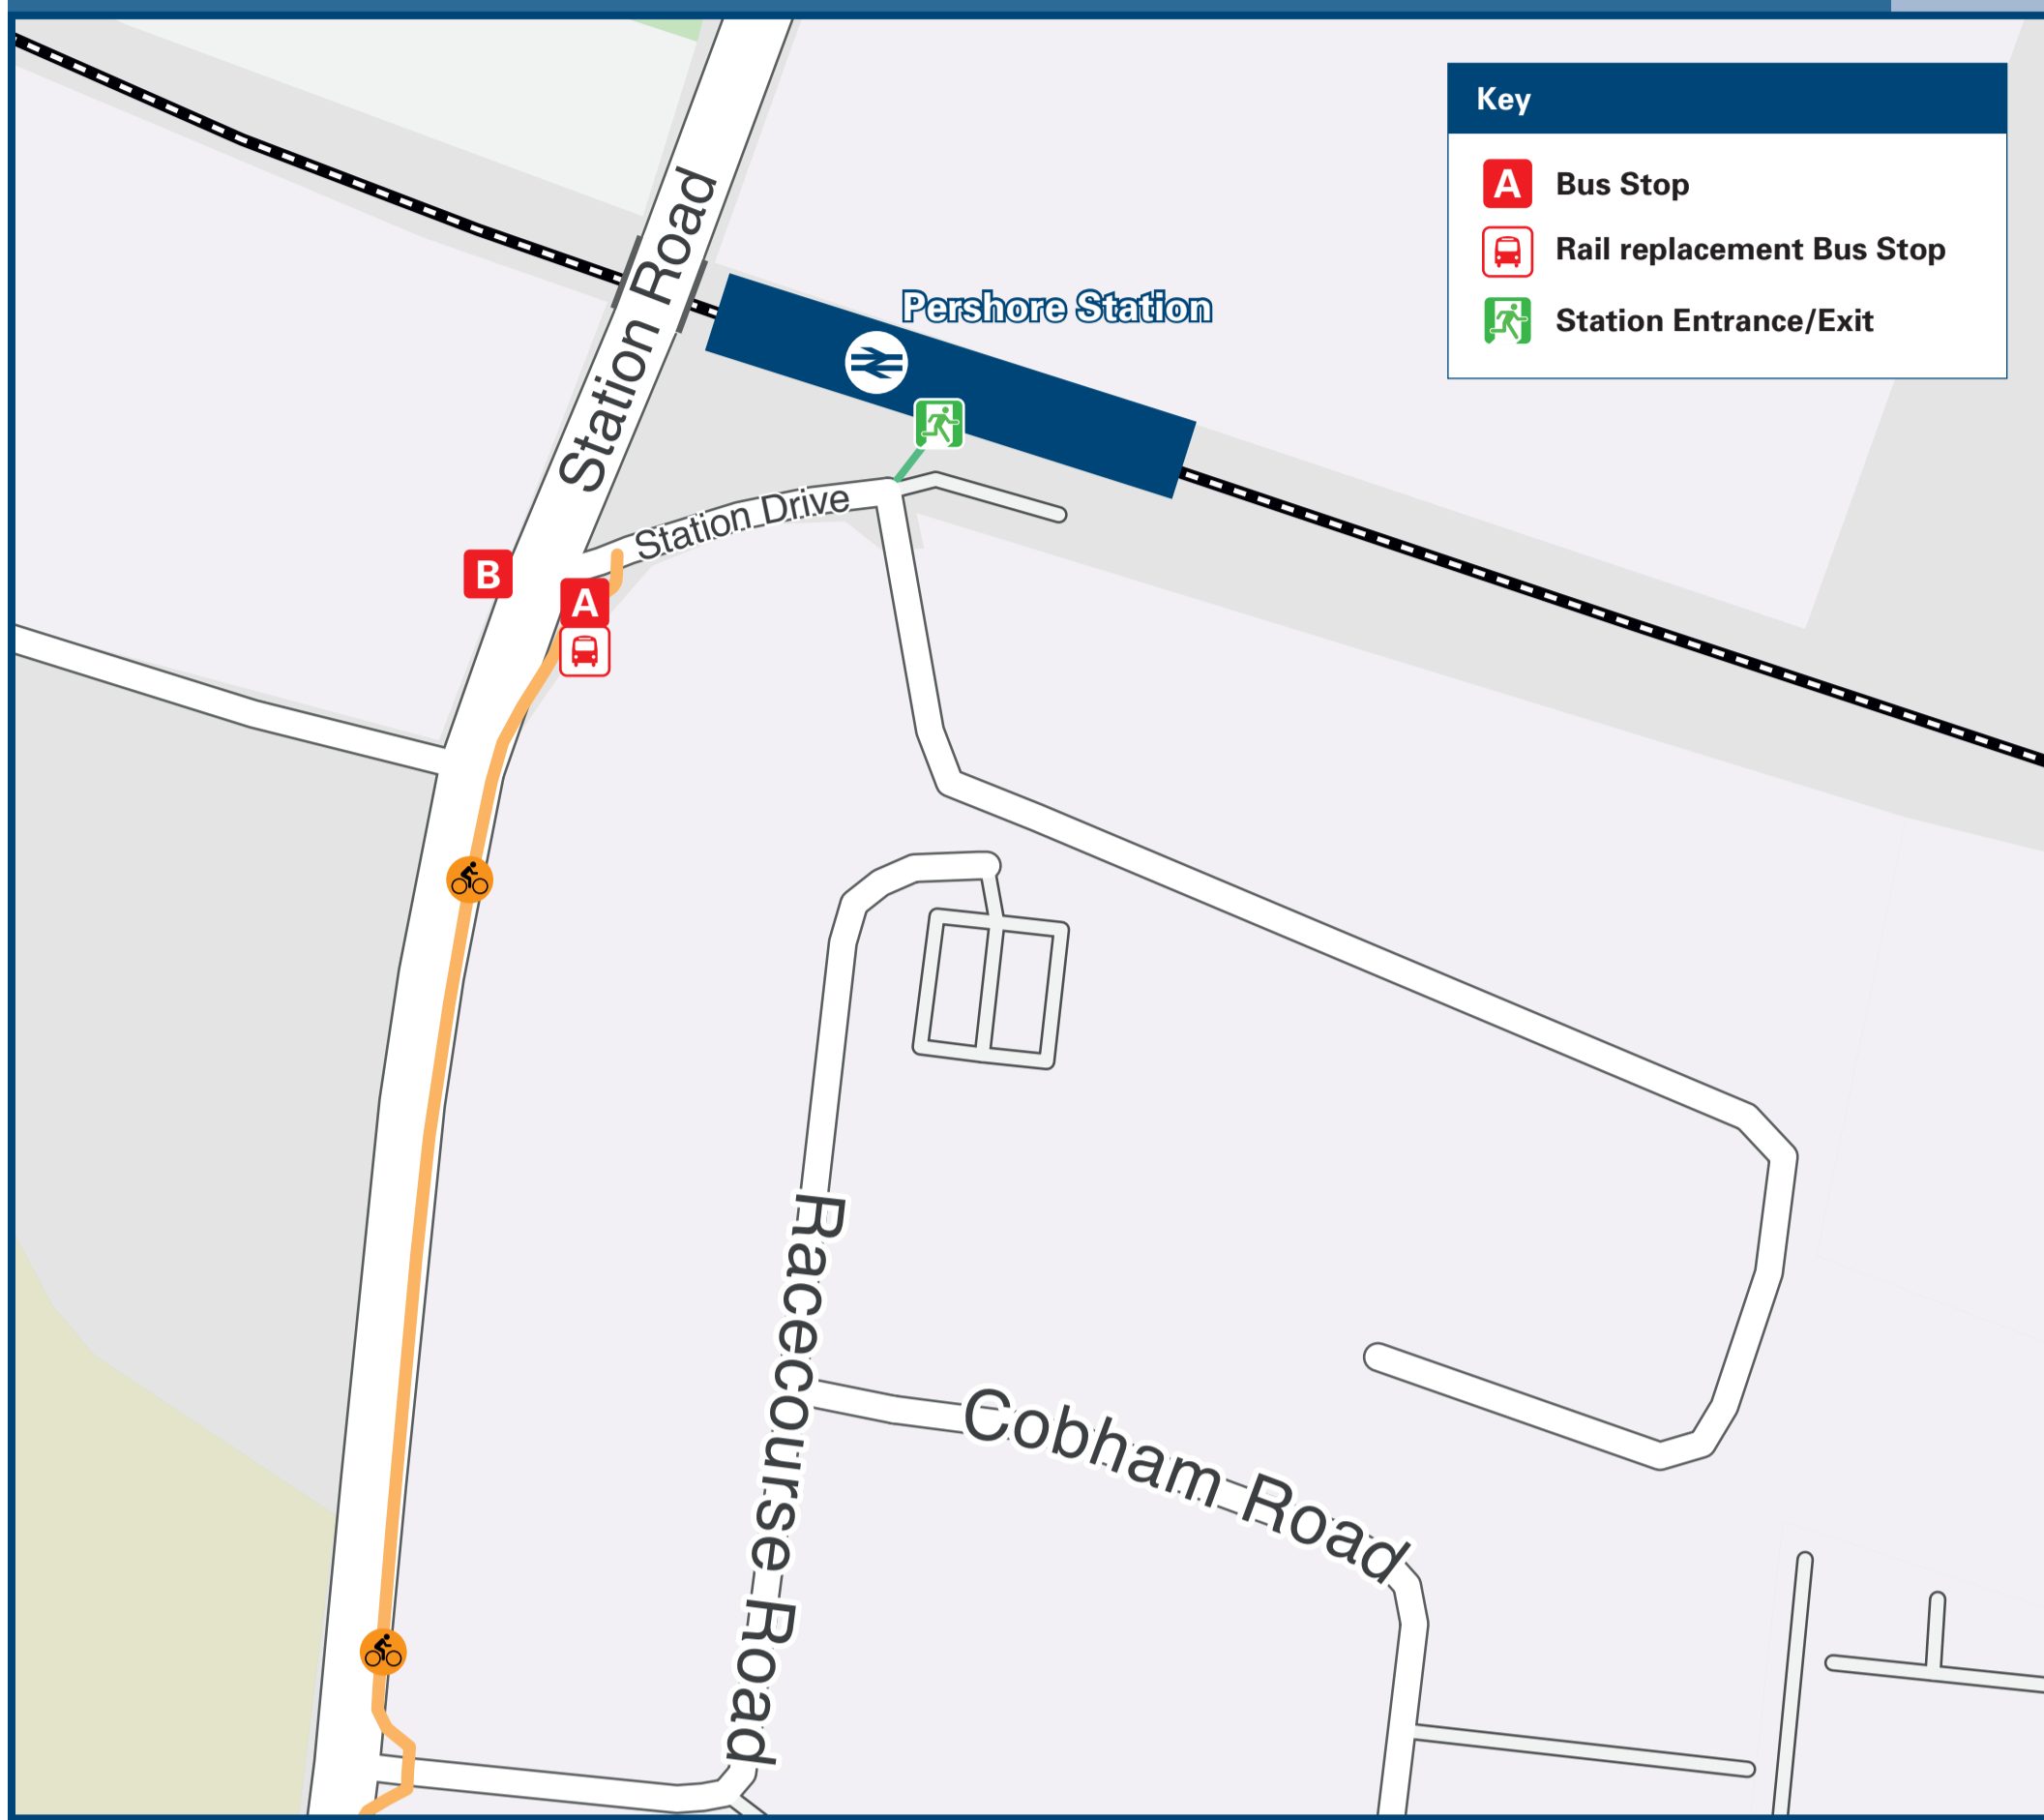 Key
A Bus Stop
Rail replacement Bus Stop
Station Entrance/Exit
Station Road
Pershore Station
Station Drive
B
A
Racecourse Road
Cobham Road